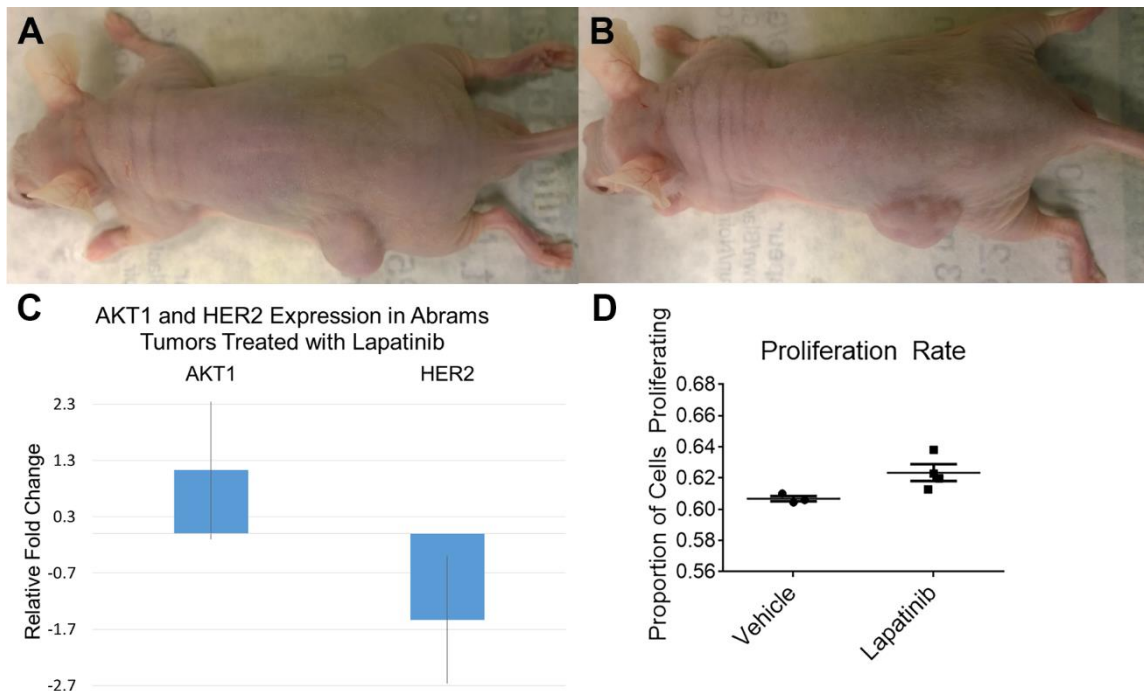 A
B
C
AKT1 and HER2 Expression in Abrams
Tumors Treated with Lapatinib
AKT1
HER2
Relative Fold Change
2.3
1.3
0.3
-0.7
-1.7
-2.7
D
Proliferation Rate
Proportion of Cells Proliferating
0.68
0.66
0.64
0.62
0.60
0.58
0.56
Vehicle
Lapatinib